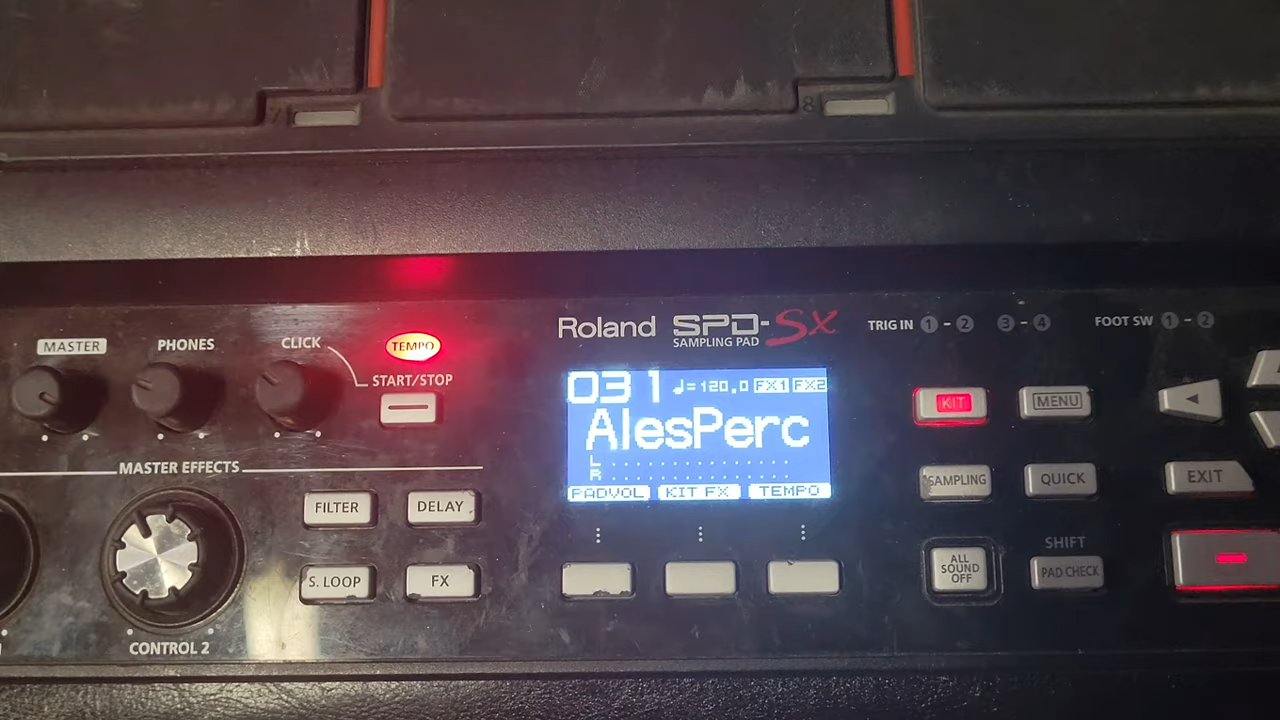 7
8
MASTER
PHONES
CLICK
TEMPO
START/STOP
Roland SPD-SX
SAMPLING PAD
TRIG IN 1 - 2 3 - 4
FOOT SW 1 - 2
031 ♩= 120.0 FX1 FX2
AlesPerc
L
R
PADVOL KIT FX TEMPO
KIT
MENU
MASTER EFFECTS
FILTER
DELAY
SAMPLING
QUICK
EXIT
S. LOOP
FX
ALL
SOUND
OFF
SHIFT
PAD CHECK
CONTROL 2